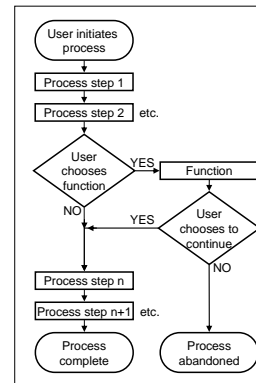 User initiates
process
Process step 1
Process step 2 etc.
User
chooses
function
YES
Function
NO
YES
User
chooses to
continue
NO
Process step n
Process step n+1 etc.
Process
complete
Process
abandoned